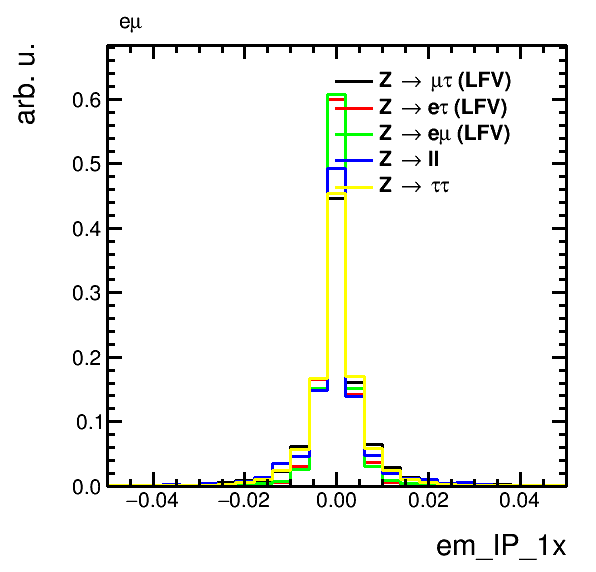 eμ
arb. u.
Z → μτ (LFV)
Z → eτ (LFV)
Z → eμ (LFV)
Z → ll
Z → ττ
0.6
0.5
0.4
0.3
0.2
0.1
0.0
−0.04 −0.02 0.00 0.02 0.04
em_IP_1x